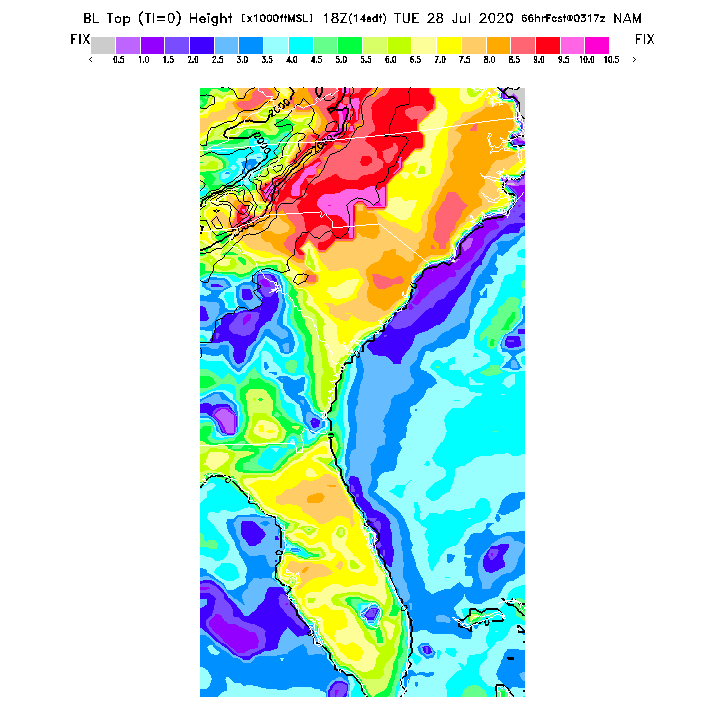 BL Top (TI=0) Height [x1000ftMSL] 18Z(14edt) TUE 28 Jul 2020 66hrFcst@0317z NAM
FIX FIX
< 0.5 1.0 1.5 2.0 2.5 3.0 3.5 4.0 4.5 5.0 5.5 6.0 6.5 7.0 7.5 8.0 8.5 9.0 9.5 10.0 10.5 >
2000
2000